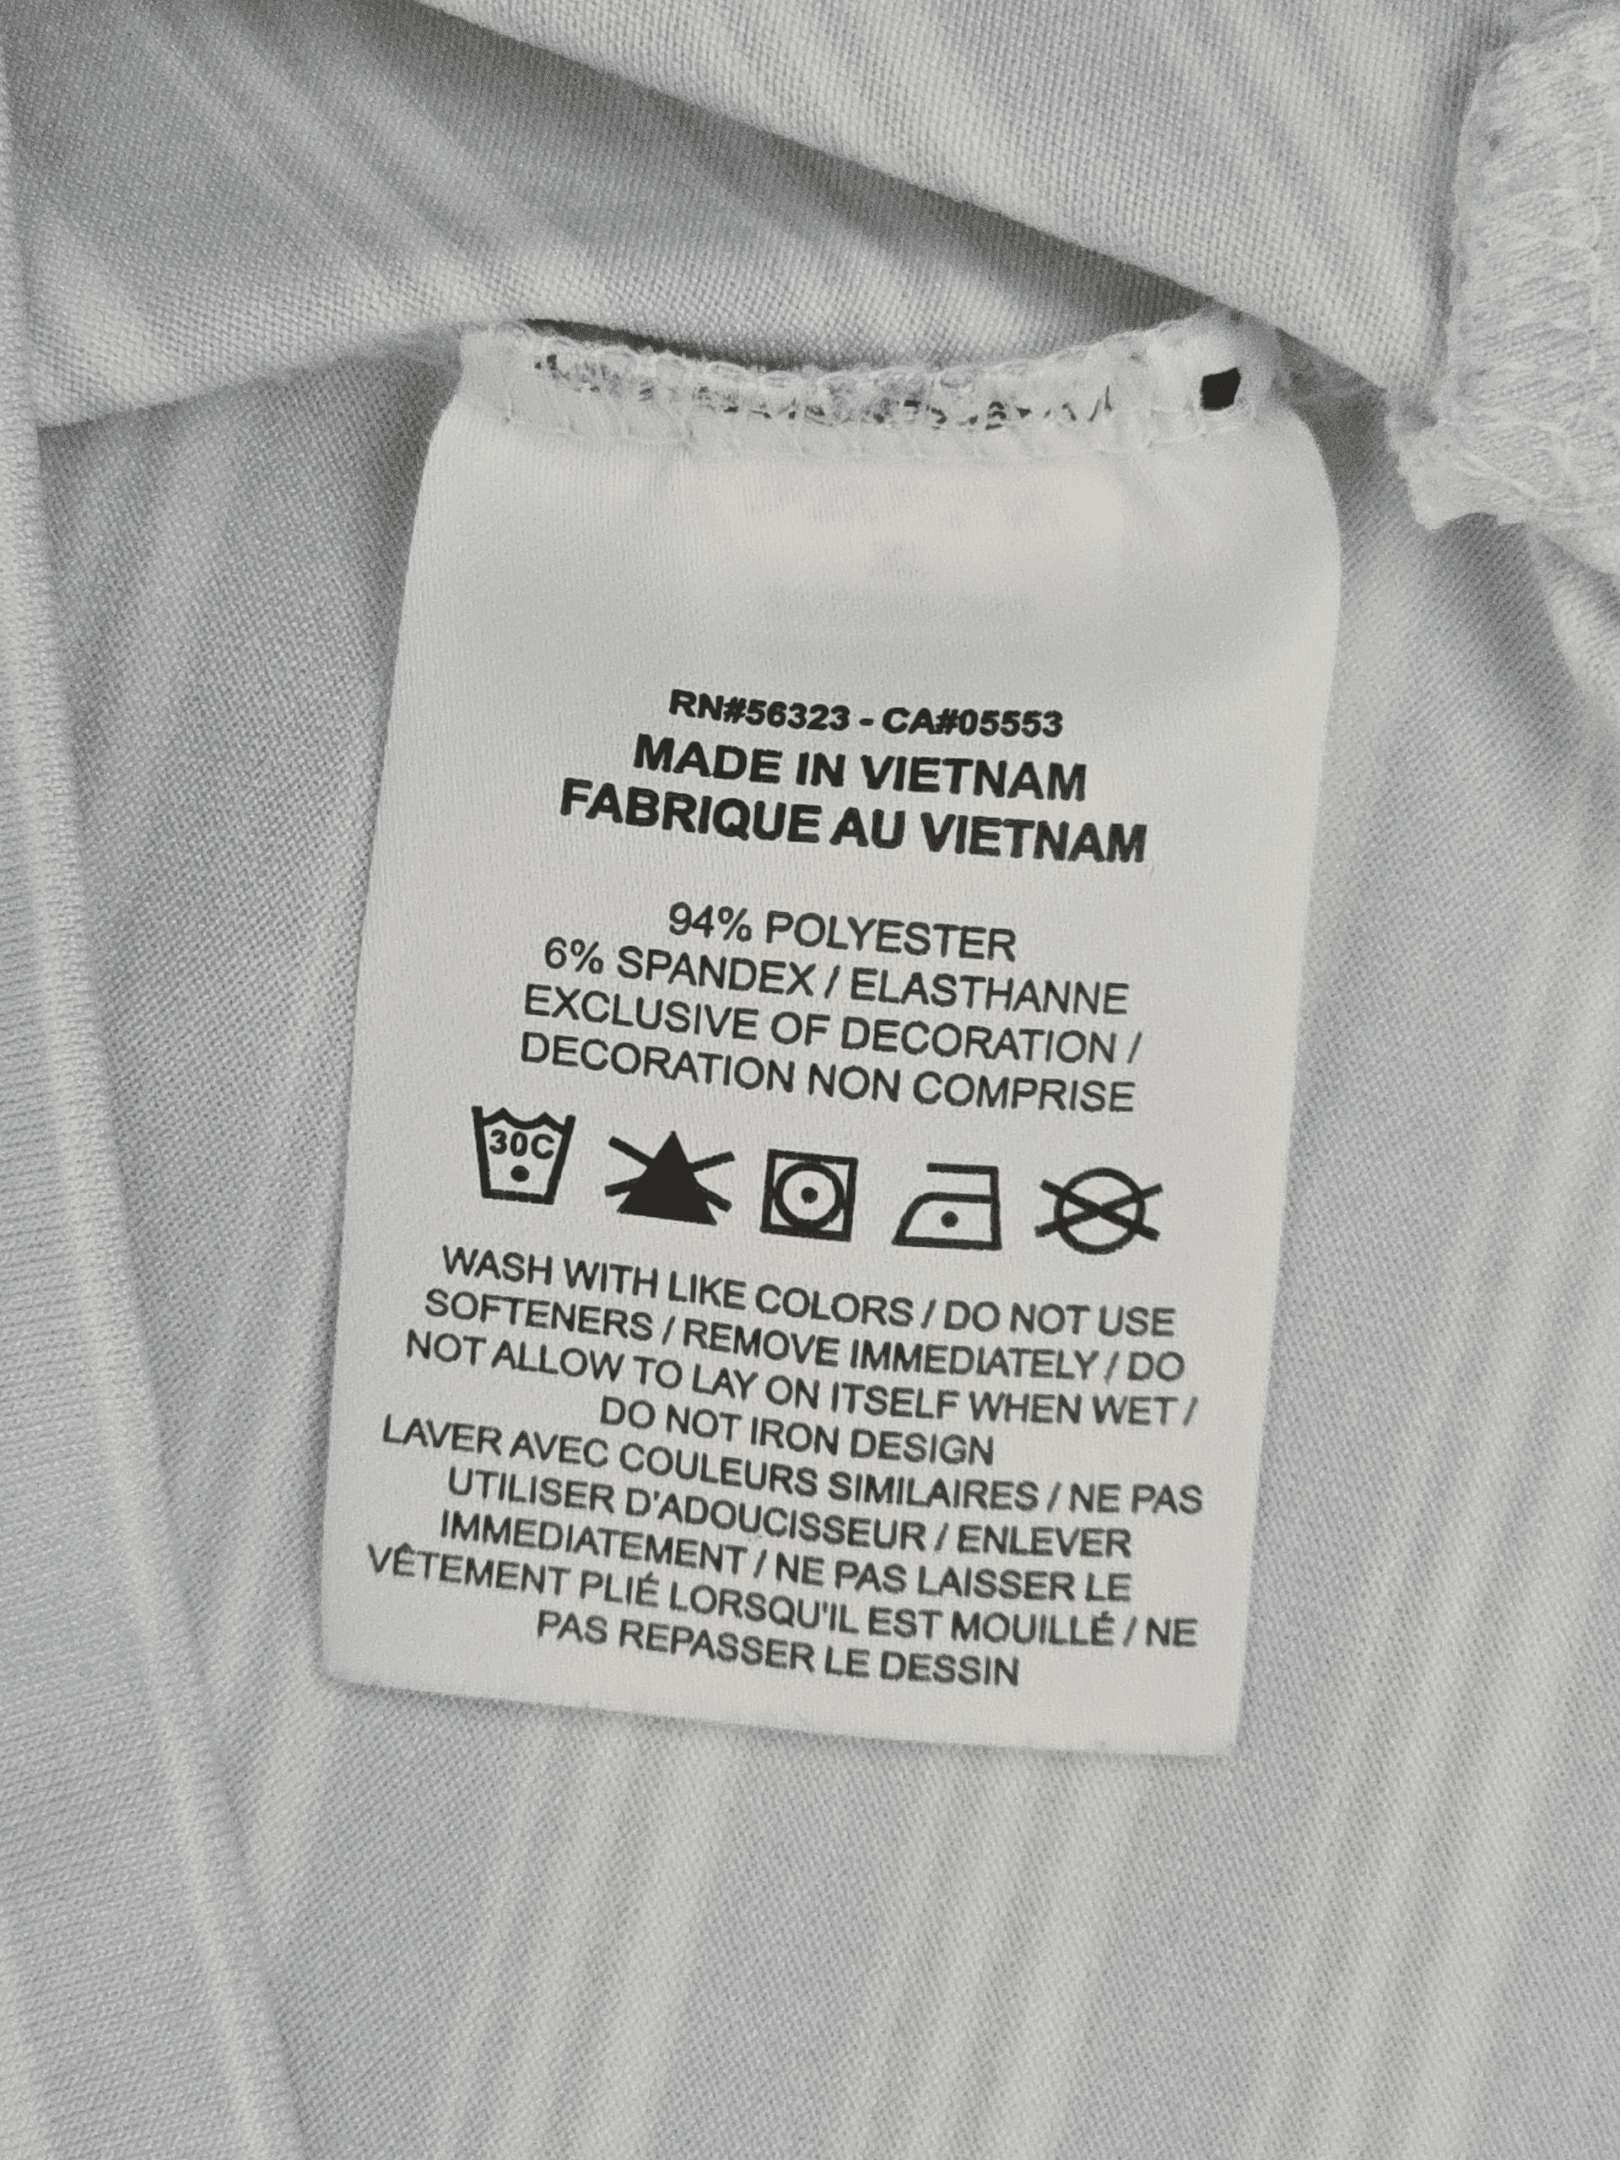 RN#56323 - CA#05553
MADE IN VIETNAM
FABRIQUE AU VIETNAM
94% POLYESTER
6% SPANDEX / ELASTHANNE
EXCLUSIVE OF DECORATION /
DECORATION NON COMPRISE
30C
WASH WITH LIKE COLORS / DO NOT USE
SOFTENERS / REMOVE IMMEDIATELY / DO
NOT ALLOW TO LAY ON ITSELF WHEN WET /
DO NOT IRON DESIGN
LAVER AVEC COULEURS SIMILAIRES / NE PAS
UTILISER D'ADOUCISSEUR / ENLEVER
IMMEDIATEMENT / NE PAS LAISSER LE
VÊTEMENT PLIÉ LORSQU'IL EST MOUILLÉ / NE
PAS REPASSER LE DESSIN